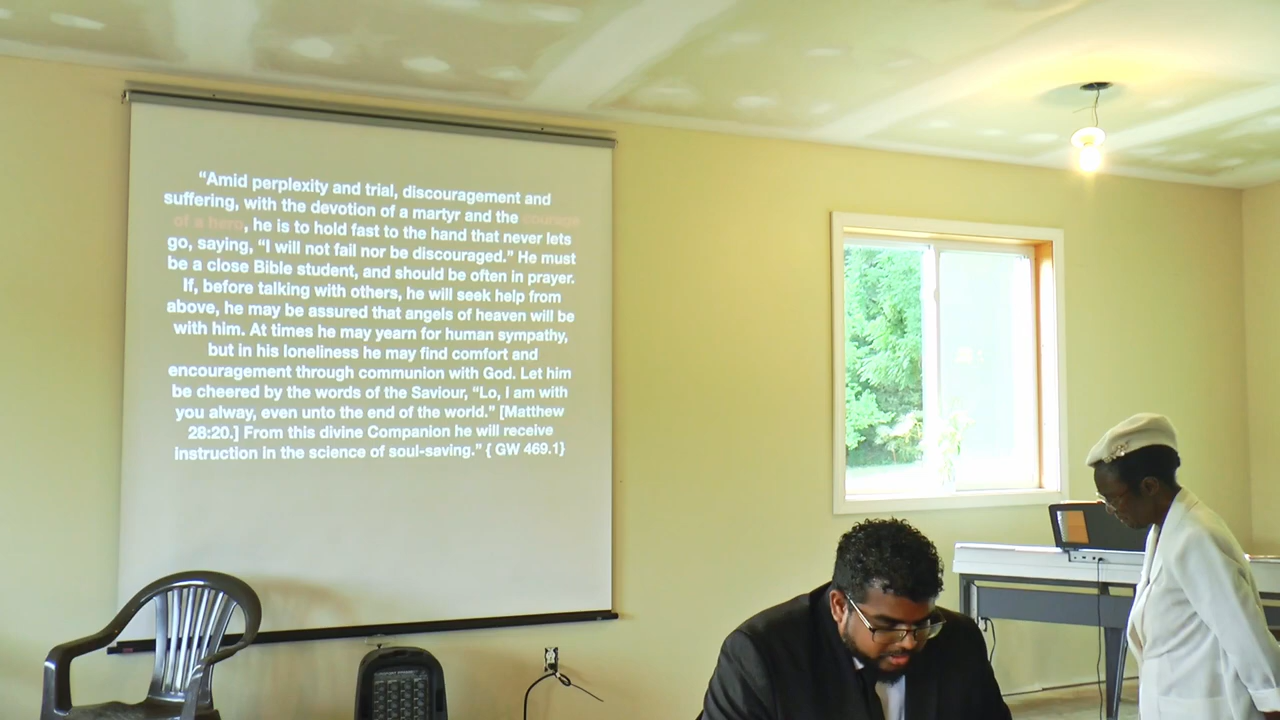 “Amid perplexity and trial, discouragement and
suffering, with the devotion of a martyr and the courage
of a hero, he is to hold fast to the hand that never lets
go, saying, “I will not fail nor be discouraged.” He must
be a close Bible student, and should be often in prayer.
If, before talking with others, he will seek help from
above, he may be assured that angels of heaven will be
with him. At times he may yearn for human sympathy,
but in his loneliness he may find comfort and
encouragement through communion with God. Let him
be cheered by the words of the Saviour, “Lo, I am with
you alway, even unto the end of the world.” [Matthew
28:20.] From this divine Companion he will receive
instruction in the science of soul-saving.” { GW 469.1}